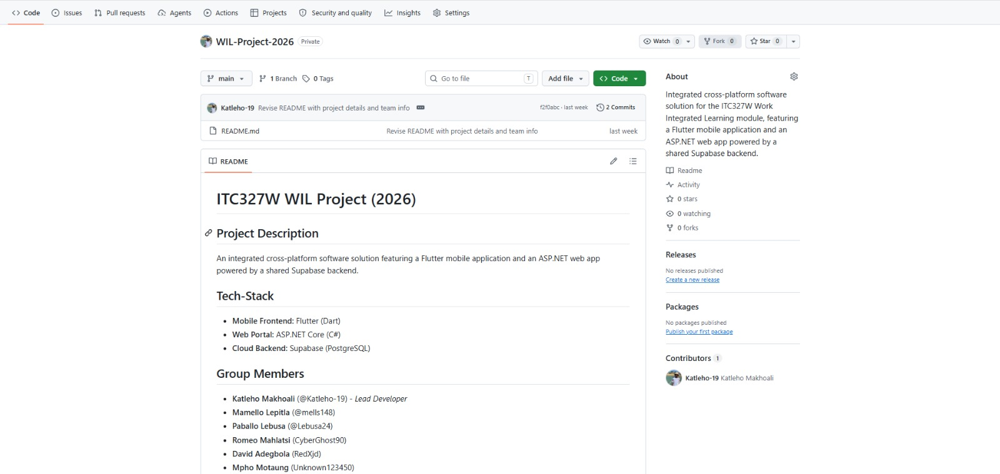 Code Issues Pull requests Agents Actions Projects Security and quality Insights Settings
WIL-Project-2026 Private
Watch 0 Fork 0 Star 0
main 1 Branch 0 Tags Go to file T Add file Code
Katleho-19 Revise README with project details and team info f2f0abc · last week 2 Commits
README.md Revise README with project details and team info last week
README
ITC327W WIL Project (2026)
Project Description
An integrated cross-platform software solution featuring a Flutter mobile application and an ASP.NET web app
powered by a shared Supabase backend.
Tech-Stack
• Mobile Frontend: Flutter (Dart)
• Web Portal: ASP.NET Core (C#)
• Cloud Backend: Supabase (PostgreSQL)
Group Members
• Katleho Makhoali (@Katleho-19) - Lead Developer
• Mamello Lepitla (@mells148)
• Paballo Lebusa (@Lebusa24)
• Romeo Mahlatsi (CyberGhost90)
• David Adegbola (RedXjd)
• Mpho Motaung (Unknown123450)
About
Integrated cross-platform software
solution for the ITC327W Work
Integrated Learning module, featuring
a Flutter mobile application and an
ASP.NET web app powered by a
shared Supabase backend.
Readme
Activity
0 stars
0 watching
0 forks
Releases
No releases published
Create a new release
Packages
No packages published
Publish your first package
Contributors 1
Katleho-19 Katleho Makhoali